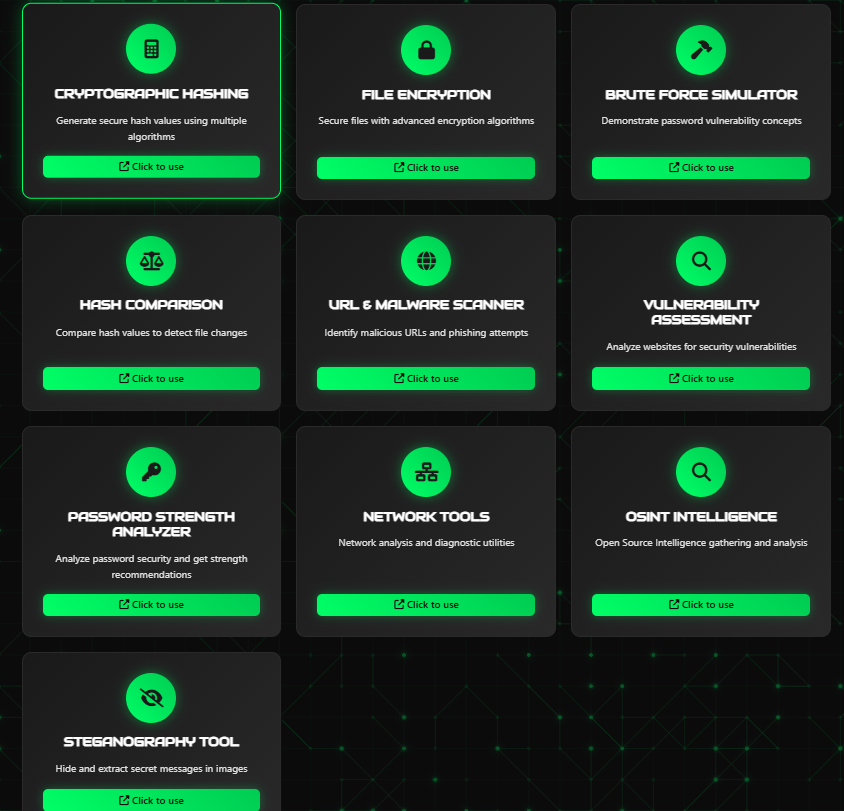 CRYPTOGRAPHIC HASHING
Generate secure hash values using multiple
algorithms
Click to use
FILE ENCRYPTION
Secure files with advanced encryption algorithms
Click to use
BRUTE FORCE SIMULATOR
Demonstrate password vulnerability concepts
Click to use
HASH COMPARISON
Compare hash values to detect file changes
Click to use
URL & MALWARE SCANNER
Identify malicious URLs and phishing attempts
Click to use
VULNERABILITY
ASSESSMENT
Analyze websites for security vulnerabilities
Click to use
PASSWORD STRENGTH
ANALYZER
Analyze password security and get strength
recommendations
Click to use
NETWORK TOOLS
Network analysis and diagnostic utilities
Click to use
OSINT INTELLIGENCE
Open Source Intelligence gathering and analysis
Click to use
STEGANOGRAPHY TOOL
Hide and extract secret messages in images
Click to use